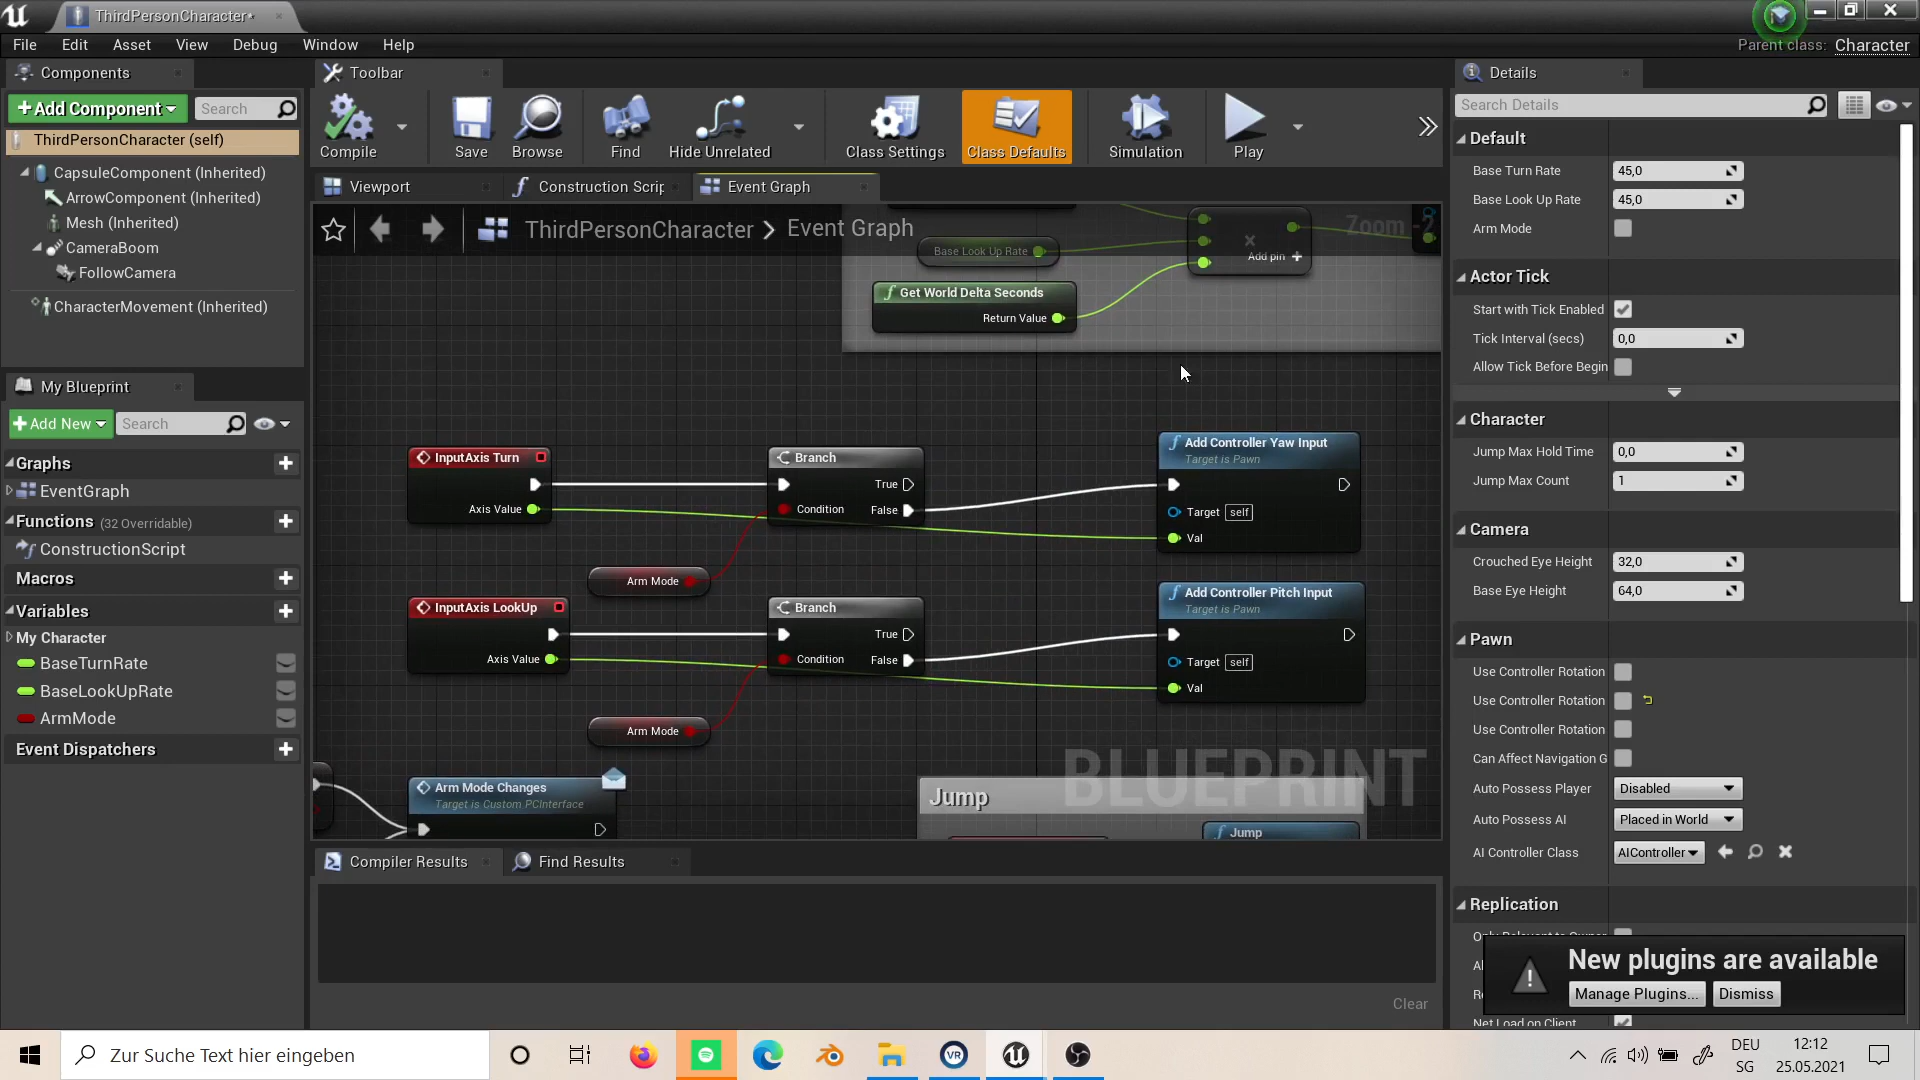 ThirdPersonCharacter*
File Edit Asset View Debug Window Help
Parent class: Character
Components
Toolbar
Details
Add Component
Search
Search Details
Compile
Save
Browse
Find
Hide Unrelated
Class Settings
Class Defaults
Simulation
Play
ThirdPersonCharacter (self)
CapsuleComponent (Inherited)
ArrowComponent (Inherited)
Mesh (Inherited)
CameraBoom
FollowCamera
CharacterMovement (Inherited)
My Blueprint
Add New
Search
Graphs
EventGraph
Functions (32 Overridable)
ConstructionScript
Macros
Variables
My Character
BaseTurnRate
BaseLookUpRate
ArmMode
Event Dispatchers
Viewport
Construction Scrip
Event Graph
ThirdPersonCharacter > Event Graph
Zoom -2
Base Look Up Rate
Add pin
Get World Delta Seconds
Return Value
InputAxis Turn
Axis Value
Branch
True
Condition
False
Add Controller Yaw Input
Target is Pawn
Target self
Val
Arm Mode
InputAxis LookUp
Axis Value
Branch
True
Condition
False
Add Controller Pitch Input
Target is Pawn
Target self
Val
Arm Mode
Arm Mode Changes
Target is Custom PCInterface
BLUEPRINT
Jump
Jump
Compiler Results
Find Results
Clear
Default
Base Turn Rate 45,0
Base Look Up Rate 45,0
Arm Mode
Actor Tick
Start with Tick Enabled
Tick Interval (secs) 0,0
Allow Tick Before Begin
Character
Jump Max Hold Time 0,0
Jump Max Count 1
Camera
Crouched Eye Height 32,0
Base Eye Height 64,0
Pawn
Use Controller Rotation
Use Controller Rotation
Use Controller Rotation
Can Affect Navigation G
Auto Possess Player Disabled
Auto Possess AI Placed in World
AI Controller Class AIController
Replication
Net Load on Client
New plugins are available
Manage Plugins...
Dismiss
Zur Suche Text hier eingeben
DEU
SG
12:12
25.05.2021